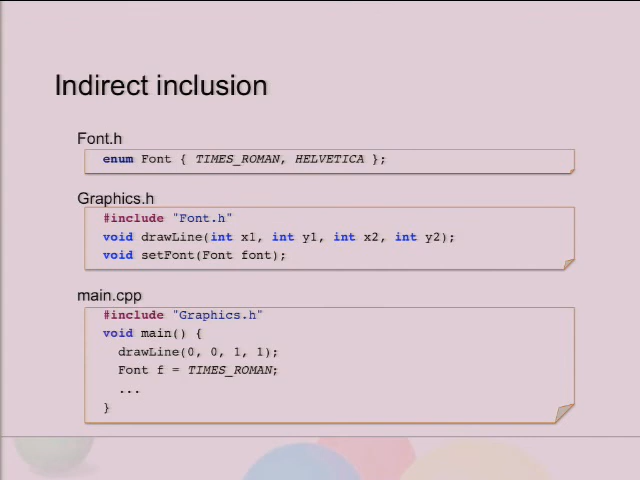 Indirect inclusion
Font.h
enum Font { TIMES_ROMAN, HELVETICA };
Graphics.h
#include "Font.h"
void drawLine(int x1, int y1, int x2, int y2);
void setFont(Font font);
main.cpp
#include "Graphics.h"
void main() {
drawLine(0, 0, 1, 1);
Font f = TIMES_ROMAN;
...
}